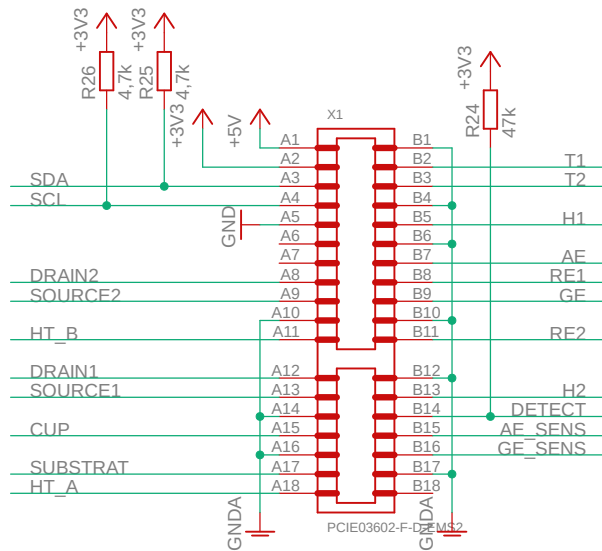 +3V3
+3V3
R26
4,7k
R25
4,7k
+3V3
+5V
+3V3
R24
47k
X1
A1 B1
A2 B2 T1
SDA A3 B3 T2
SCL A4 B4
GND A5 B5 H1
A6 B6
A7 B7 AE
DRAIN2 A8 B8 RE1
SOURCE2 A9 B9 GE
A10 B10
HT_B A11 B11 RE2
DRAIN1 A12 B12
SOURCE1 A13 B13 H2
A14 B14 DETECT
CUP A15 B15 AE_SENS
A16 B16 GE_SENS
SUBSTRAT A17 B17
HT_A A18 B18
GNDA
GNDA
PCIE03602-F-D-EMS2